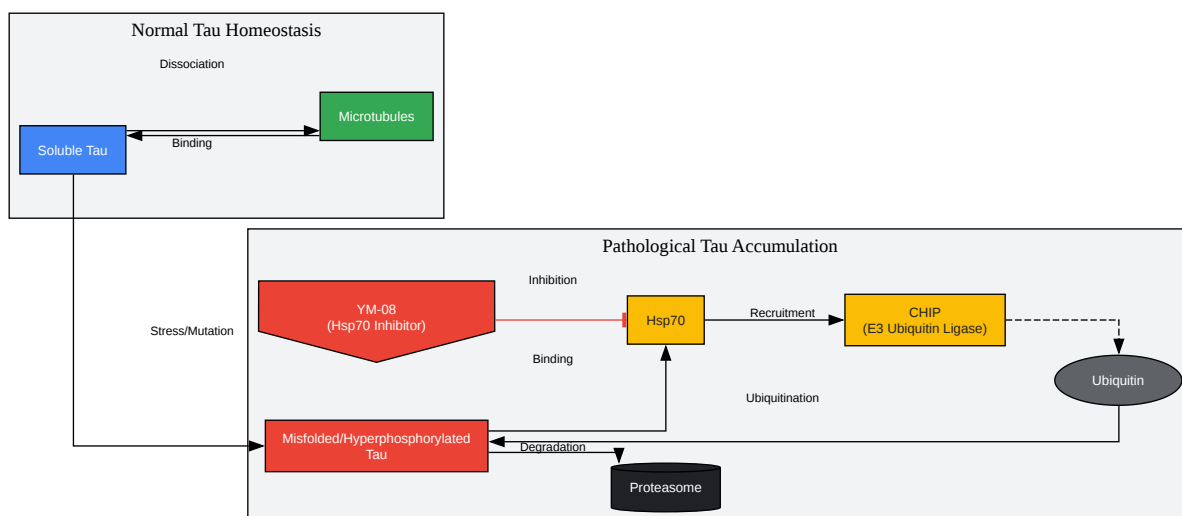 Normal Tau Homeostasis
Dissociation
Microtubules
Soluble Tau
Binding
Pathological Tau Accumulation
Inhibition
YM-08
(Hsp70 Inhibitor)
Hsp70
Recruitment
CHIP
(E3 Ubiquitin Ligase)
Stress/Mutation
Binding
Ubiquitin
Ubiquitination
Misfolded/Hyperphosphorylated
Tau
Degradation
Proteasome